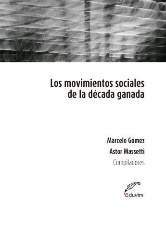 Los movimientos sociales
de la década ganada
Marcelo Gómez
Astor Massetti
Compiladores
eduvim